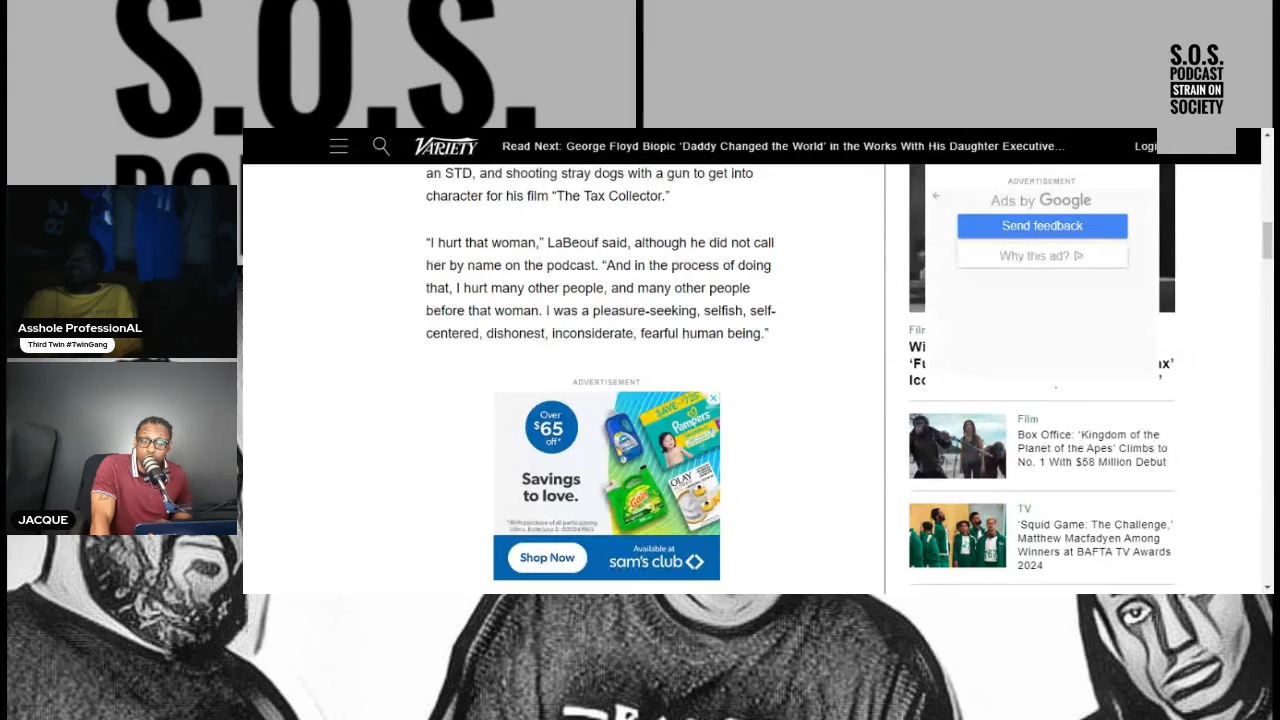 S.O.S.
S.O.S.
PODCAST
STRAIN ON
SOCIETY
VARIETY
Read Next: George Floyd Biopic ‘Daddy Changed the World’ in the Works With His Daughter Executive...
Logi
an STD, and shooting stray dogs with a gun to get into
character for his film “The Tax Collector.”
“I hurt that woman,” LaBeouf said, although he did not call
her by name on the podcast. “And in the process of doing
that, I hurt many other people, and many other people
before that woman. I was a pleasure-seeking, selfish, self-
centered, dishonest, inconsiderate, fearful human being.”
ADVERTISEMENT
Over
$65
off*
SAVE
Pampers
Gain
OLAY
Savings
to love.
Shop Now
Available at
sam's club
ADVERTISEMENT
Ads by Google
Send feedback
Why this ad?
Film
Box Office: ‘Kingdom of the
Planet of the Apes’ Climbs to
No. 1 With $58 Million Debut
TV
‘Squid Game: The Challenge,’
Matthew Macfadyen Among
Winners at BAFTA TV Awards
2024
28
Asshole ProfessionAL
Third Twin #TwinGang
JACQUE